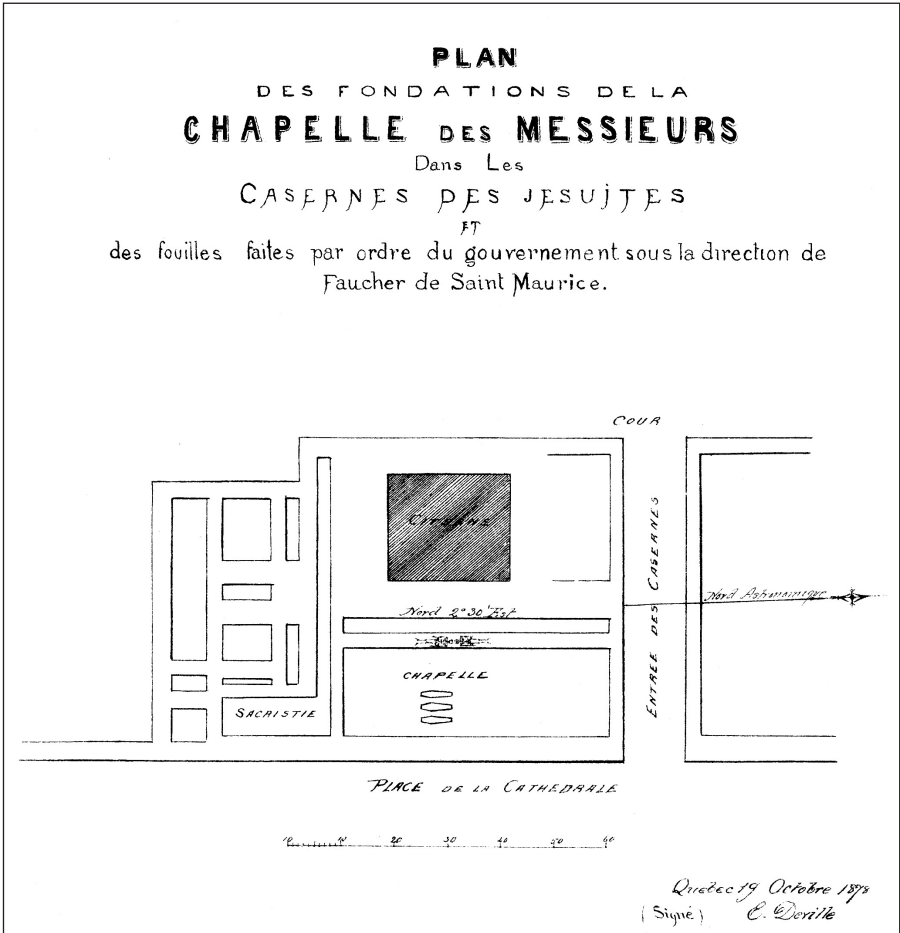 PLAN
DES FONDATIONS DE LA
CHAPELLE DES MESSIEURS
Dans Les
CASERNES DES JESUITES
ET
des fouilles faites par ordre du gouvernement sous la direction de
Faucher de Saint Maurice.
COUR
CITERNE
ENTRÉE DES CASERNES
Nord Astronomique
Nord 2° 30' Est
CHAPELLE
SACRISTIE
PLACE DE LA CATHEDRALE
10 20 30 40 50 60
Quebec 19 Octobre 1878
(Signé) E. Deville